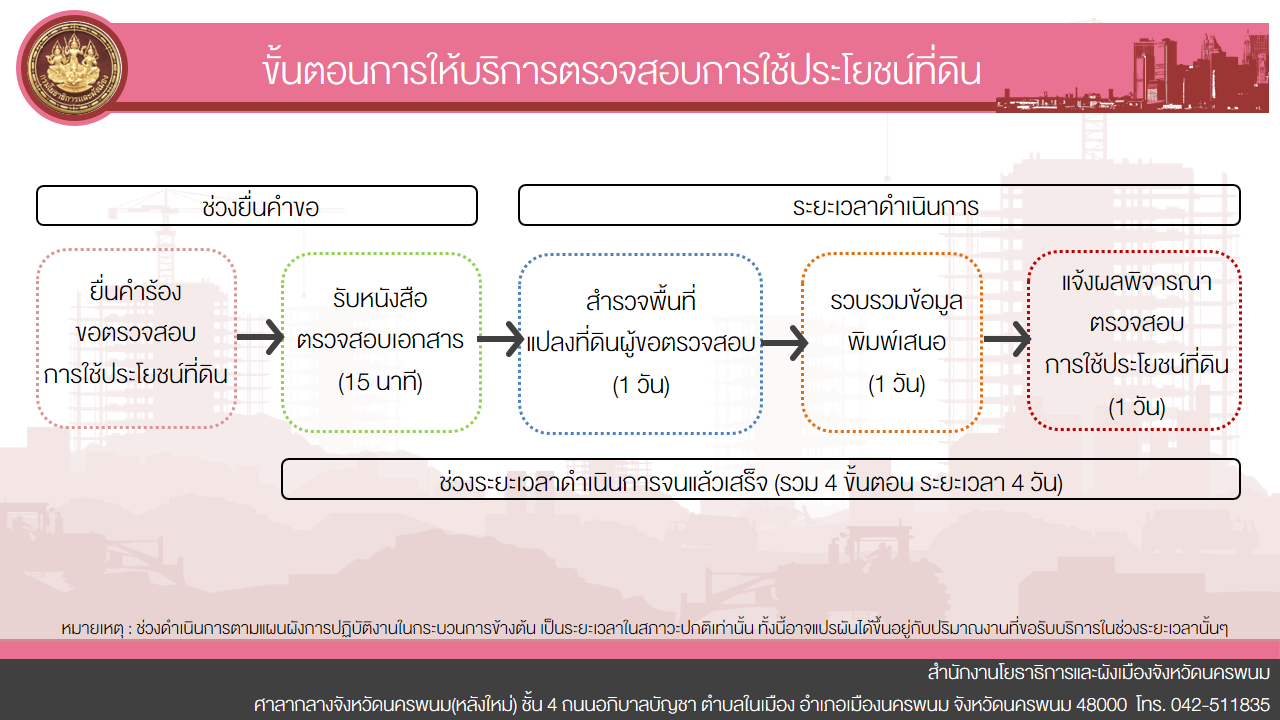 ขั้นตอนการให้บริการตรวจสอบการใช้ประโยชน์ที่ดิน
กรมโยธาธิการและผังเมือง
ช่วงยื่นคำขอ
ระยะเวลาดำเนินการ
ยื่นคำร้อง
ขอตรวจสอบ
การใช้ประโยชน์ที่ดิน
รับหนังสือ
ตรวจสอบเอกสาร
(15 นาที)
สำรวจพื้นที่
แปลงที่ดินผู้ขอตรวจสอบ
(1 วัน)
รวบรวมข้อมูล
พิมพ์เสนอ
(1 วัน)
แจ้งผลพิจารณา
ตรวจสอบ
การใช้ประโยชน์ที่ดิน
(1 วัน)
ช่วงระยะเวลาดำเนินการจนแล้วเสร็จ (รวม 4 ขั้นตอน ระยะเวลา 4 วัน)
หมายเหตุ : ช่วงดำเนินการตามแผนผังการปฏิบัติงานในกระบวนการข้างต้น เป็นระยะเวลาในสภาวะปกติเท่านั้น ทั้งนี้อาจแปรผันได้ขึ้นอยู่กับปริมาณงานที่ขอรับบริการในช่วงระยะเวลานั้นๆ
สำนักงานโยธาธิการและผังเมืองจังหวัดนครพนม
ศาลากลางจังหวัดนครพนม(หลังใหม่) ชั้น 4 ถนนอภิบาลบัญชา ตำบลในเมือง อำเภอเมืองนครพนม จังหวัดนครพนม 48000 โทร. 042-511835